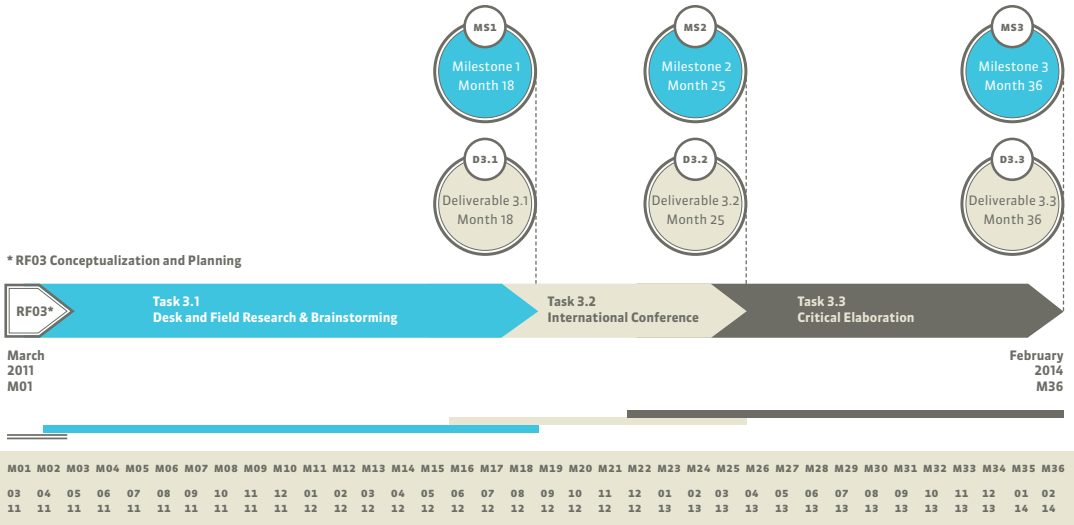 MS1
Milestone 1
Month 18
MS2
Milestone 2
Month 25
MS3
Milestone 3
Month 36
D3.1
Deliverable 3.1
Month 18
D3.2
Deliverable 3.2
Month 25
D3.3
Deliverable 3.3
Month 36
* RF03 Conceptualization and Planning
RF03*
Task 3.1
Desk and Field Research & Brainstorming
Task 3.2
International Conference
Task 3.3
Critical Elaboration
March
2011
M01
February
2014
M36
M01 M02 M03 M04 M05 M06 M07 M08 M09 M10 M11 M12 M13 M14 M15 M16 M17 M18 M19 M20 M21 M22 M23 M24 M25 M26 M27 M28 M29 M30 M31 M32 M33 M34 M35 M36
03 04 05 06 07 08 09 10 11 12 01 02 03 04 05 06 07 08 09 10 11 12 01 02 03 04 05 06 07 08 09 10 11 12 01 02
11 11 11 11 11 11 11 11 11 11 12 12 12 12 12 12 12 12 12 12 12 12 13 13 13 13 13 13 13 13 13 13 13 13 14 14